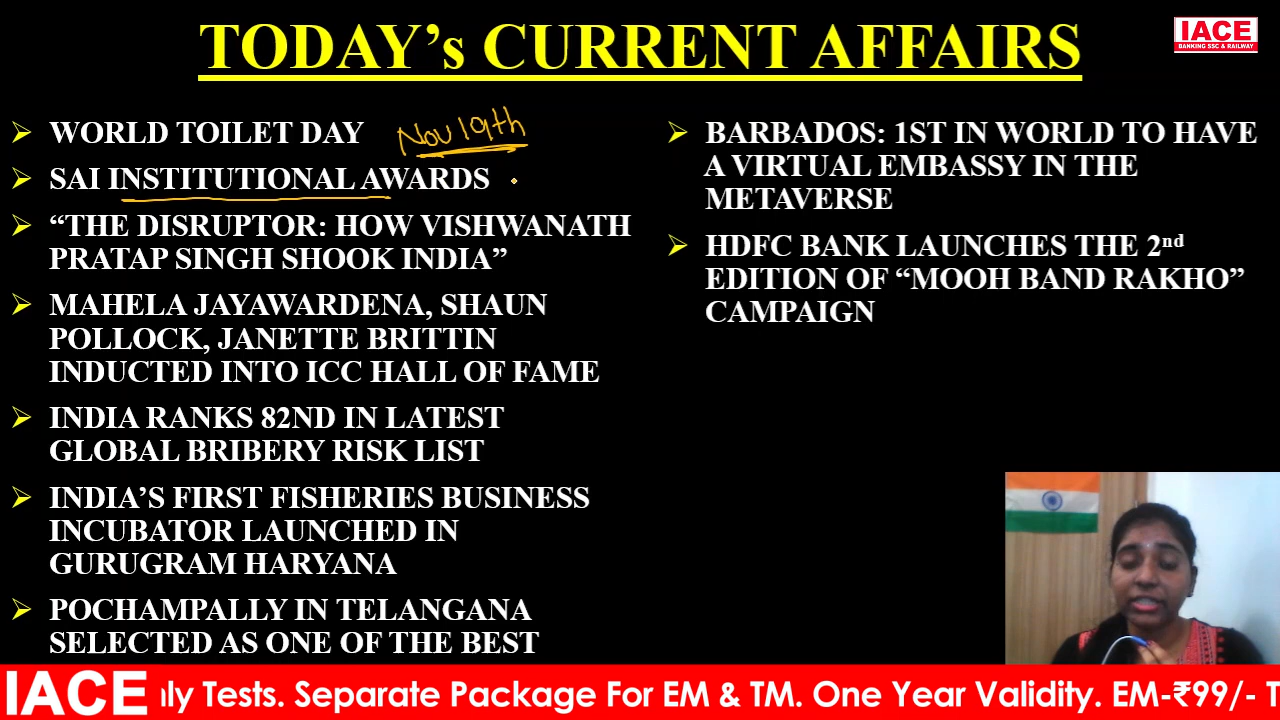 TODAY's CURRENT AFFAIRS
IACE
BANKING SSC & RAILWAY
➢ WORLD TOILET DAY Nov 19th
➢ SAI INSTITUTIONAL AWARDS
➢ “THE DISRUPTOR: HOW VISHWANATH
PRATAP SINGH SHOOK INDIA”
➢ MAHELA JAYAWARDENA, SHAUN
POLLOCK, JANETTE BRITTIN
INDUCTED INTO ICC HALL OF FAME
➢ INDIA RANKS 82ND IN LATEST
GLOBAL BRIBERY RISK LIST
➢ INDIA’S FIRST FISHERIES BUSINESS
INCUBATOR LAUNCHED IN
GURUGRAM HARYANA
➢ POCHAMPALLY IN TELANGANA
SELECTED AS ONE OF THE BEST
➢ BARBADOS: 1ST IN WORLD TO HAVE
A VIRTUAL EMBASSY IN THE
METAVERSE
➢ HDFC BANK LAUNCHES THE 2nd
EDITION OF “MOOH BAND RAKHO”
CAMPAIGN
IACE ly Tests. Separate Package For EM & TM. One Year Validity. EM-₹99/- T